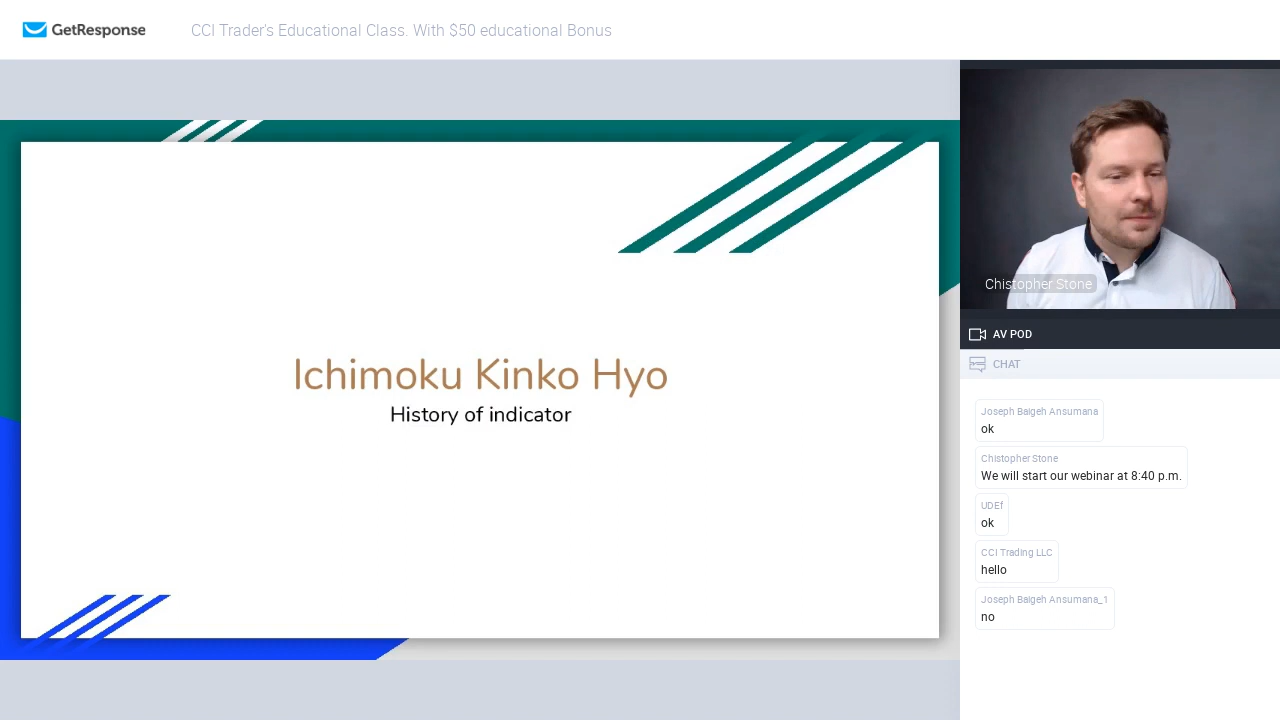 GetResponse
CCI Trader's Educational Class. With $50 educational Bonus
Ichimoku Kinko Hyo
History of indicator
Chistopher Stone
AV POD
CHAT
Joseph Baigeh Ansumana
ok
Chistopher Stone
We will start our webinar at 8:40 p.m.
UDEf
ok
CCI Trading LLC
hello
Joseph Baigeh Ansumana_1
no